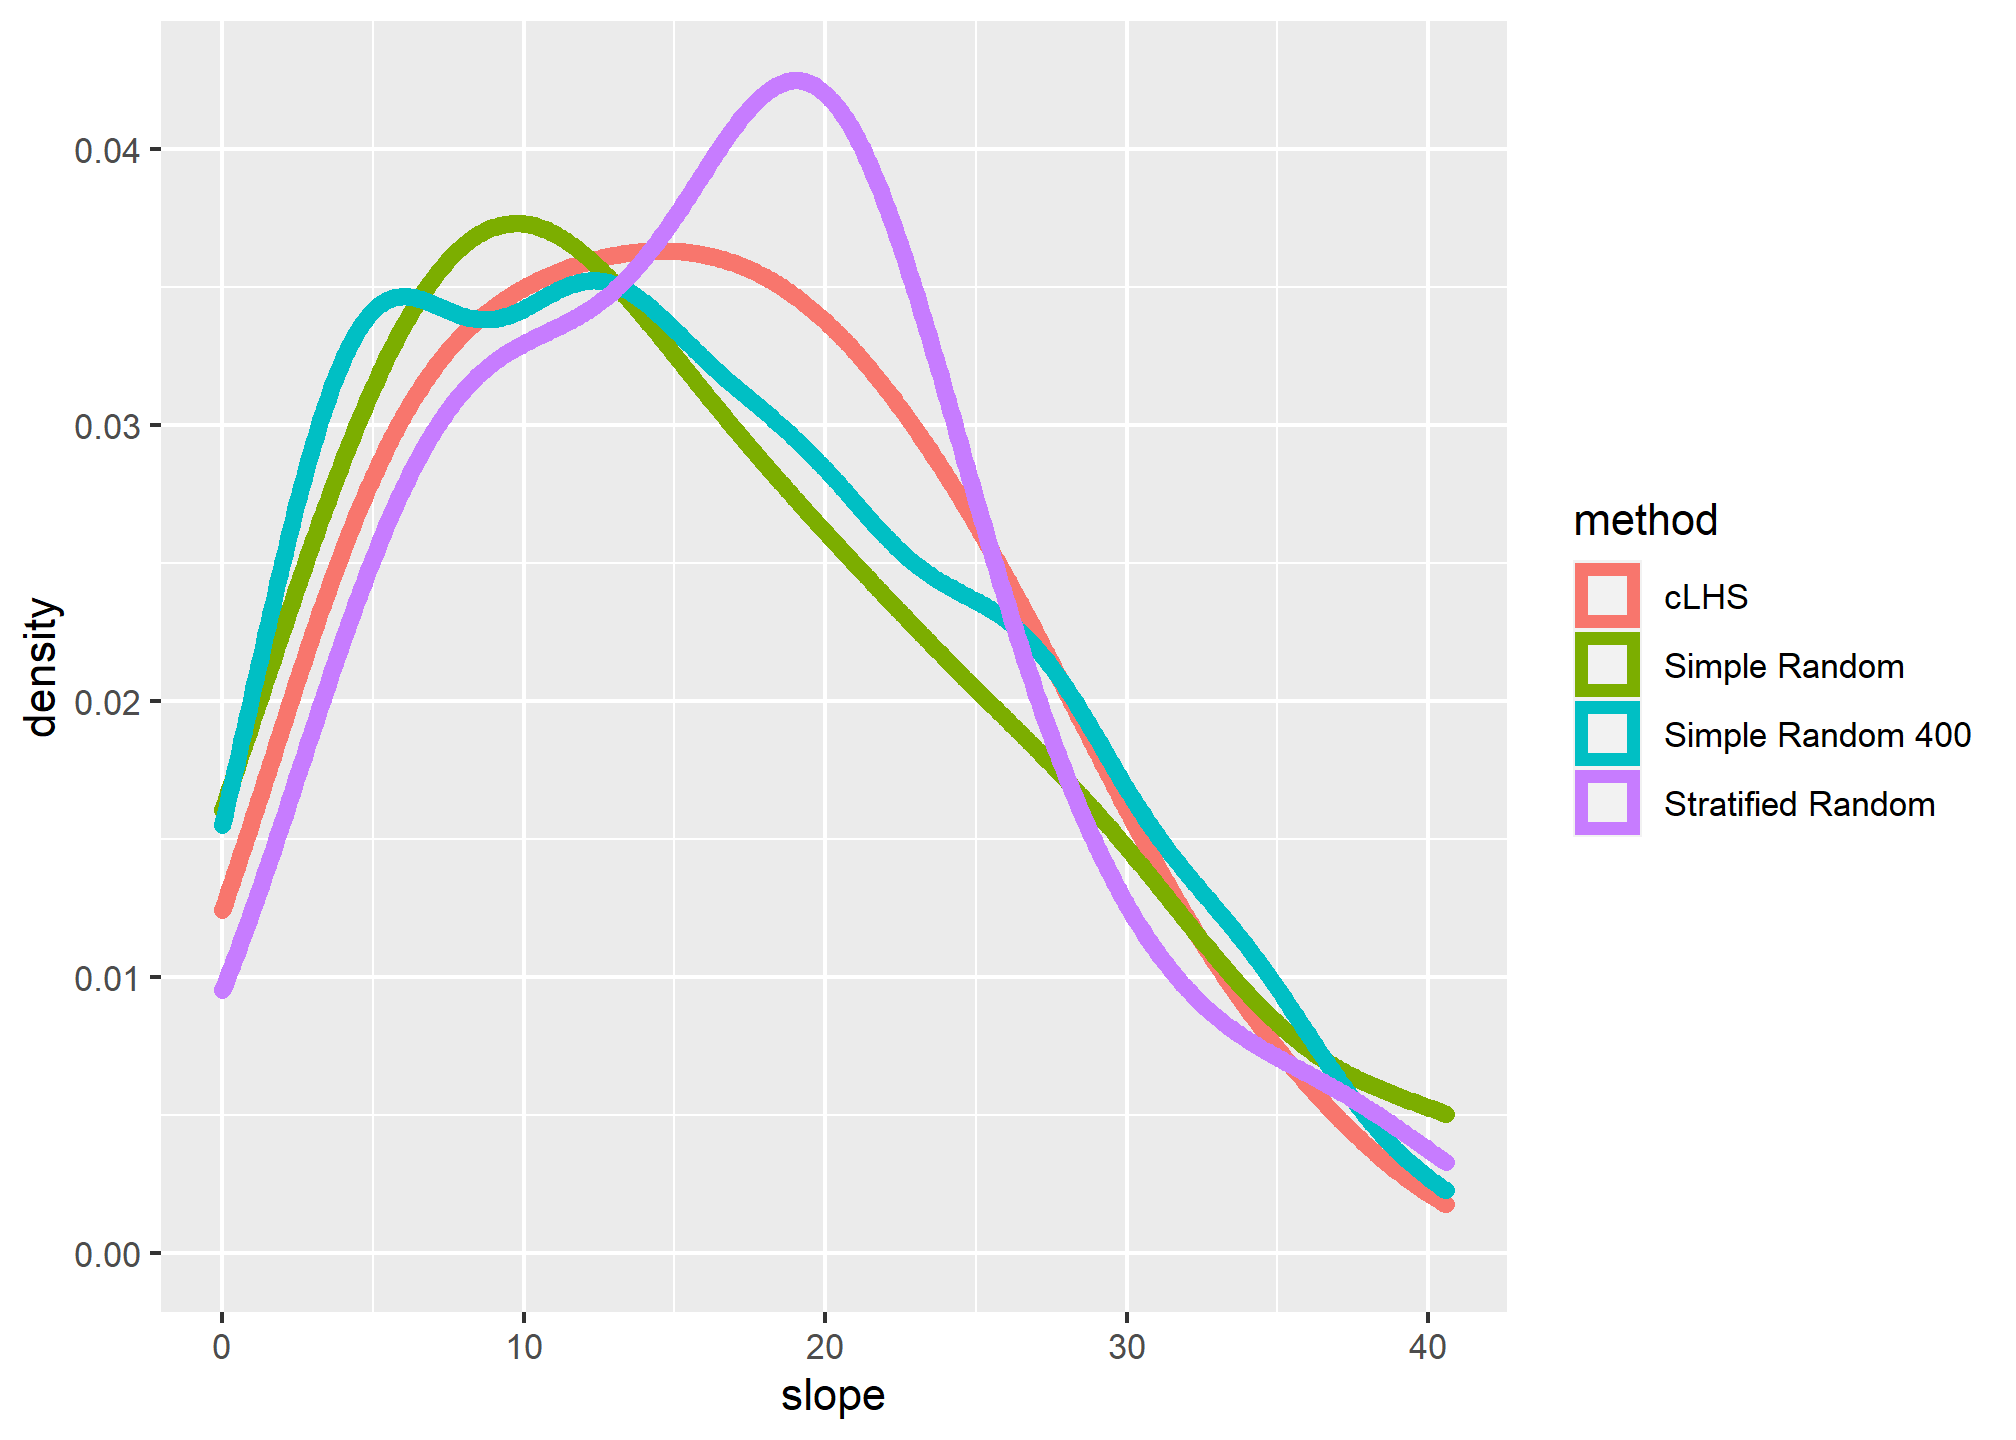 0.04
0.03
0.02
0.01
0.00
density
0
10
20
30
40
slope
method
cLHS
Simple Random
Simple Random 400
Stratified Random